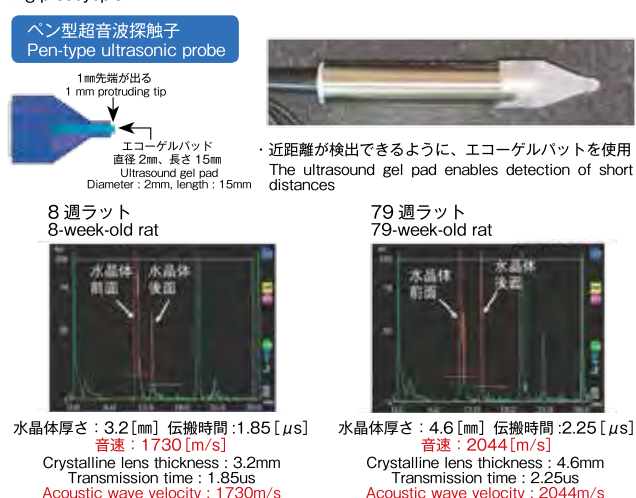 ペン型超音波探触子
Pen-type ultrasonic probe
1㎜先端が出る
1 mm protruding tip
エコーゲルパッド
直径2㎜、長さ15㎜
Ultrasound gel pad
Diameter : 2mm, length : 15mm
・近距離が検出できるように、エコーゲルパットを使用
The ultrasound gel pad enables detection of short
distances
8 週ラット
8-week-old rat
水晶体
前面
水晶体
後面
水晶体厚さ：3.2[㎜] 伝搬時間 :1.85 [ μs]
音速：1730[m/s]
Crystalline lens thickness : 3.2mm
Transmission time : 1.85us
Acoustic wave velocity : 1730m/s
79 週ラット
79-week-old rat
水晶体
前面
水晶体
後面
水晶体厚さ：4.6[㎜] 伝搬時間 :2.25 [ μs]
音速：2044[m/s]
Crystalline lens thickness : 4.6mm
Transmission time : 2.25us
Acoustic wave velocity : 2044m/s